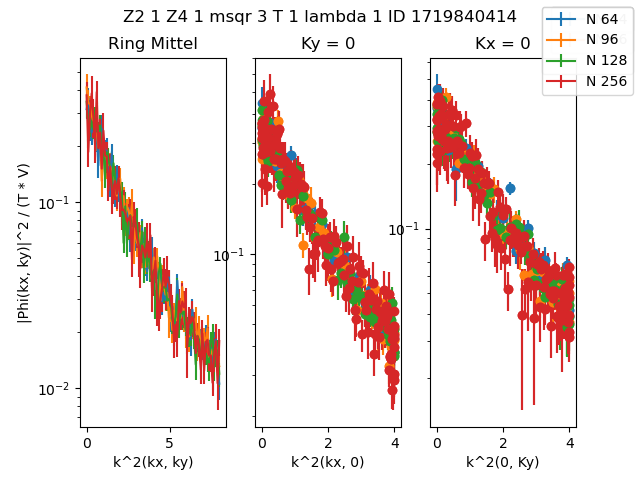 Z2 1 Z4 1 msqr 3 T 1 lambda 1 ID 1719840414
Ring Mittel
Ky = 0
Kx = 0
N 64
N 96
N 128
N 256
|Phi(kx, ky)|^2 / (T * V)
10^-1
10^-2
10^-1
10^-1
0 5
0 2 4
0 2 4
k^2(kx, ky)
k^2(kx, 0)
k^2(0, Ky)